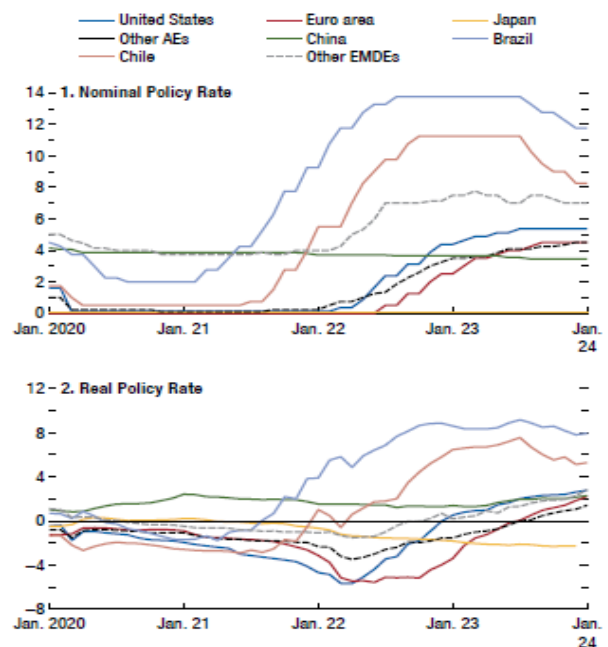 United States Euro area Japan
Other AEs China Brazil
Chile Other EMDEs
14 1. Nominal Policy Rate
12
10
8
6
4
2
0
Jan. 2020 Jan. 21 Jan. 22 Jan. 23 Jan.
24
12 2. Real Policy Rate
8
4
0
−4
−8
Jan. 2020 Jan. 21 Jan. 22 Jan. 23 Jan.
24